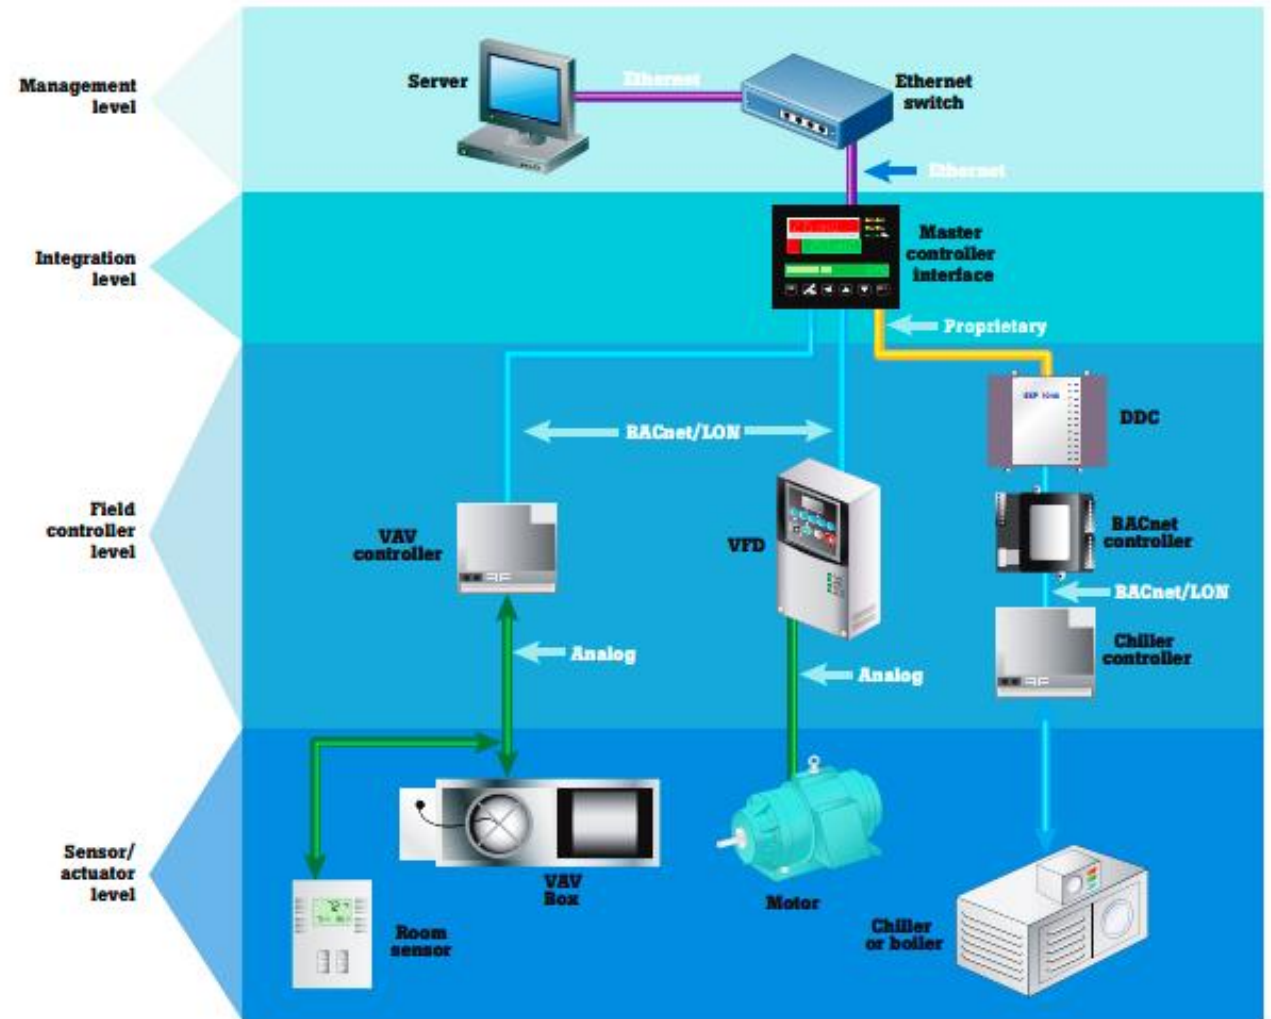 Management
level
Server
Ethernet
Ethernet
switch
Ethernet
Integration
level
Master
controller
interface
Proprietary
DDC
BACnet/LON
Field
controller
level
VAV
controller
VFD
BACnet
controller
BACnet/LON
Chiller
controller
Analog
Analog
Sensor/
actuator
level
VAV
Box
Motor
Room
sensor
Chiller
or boiler